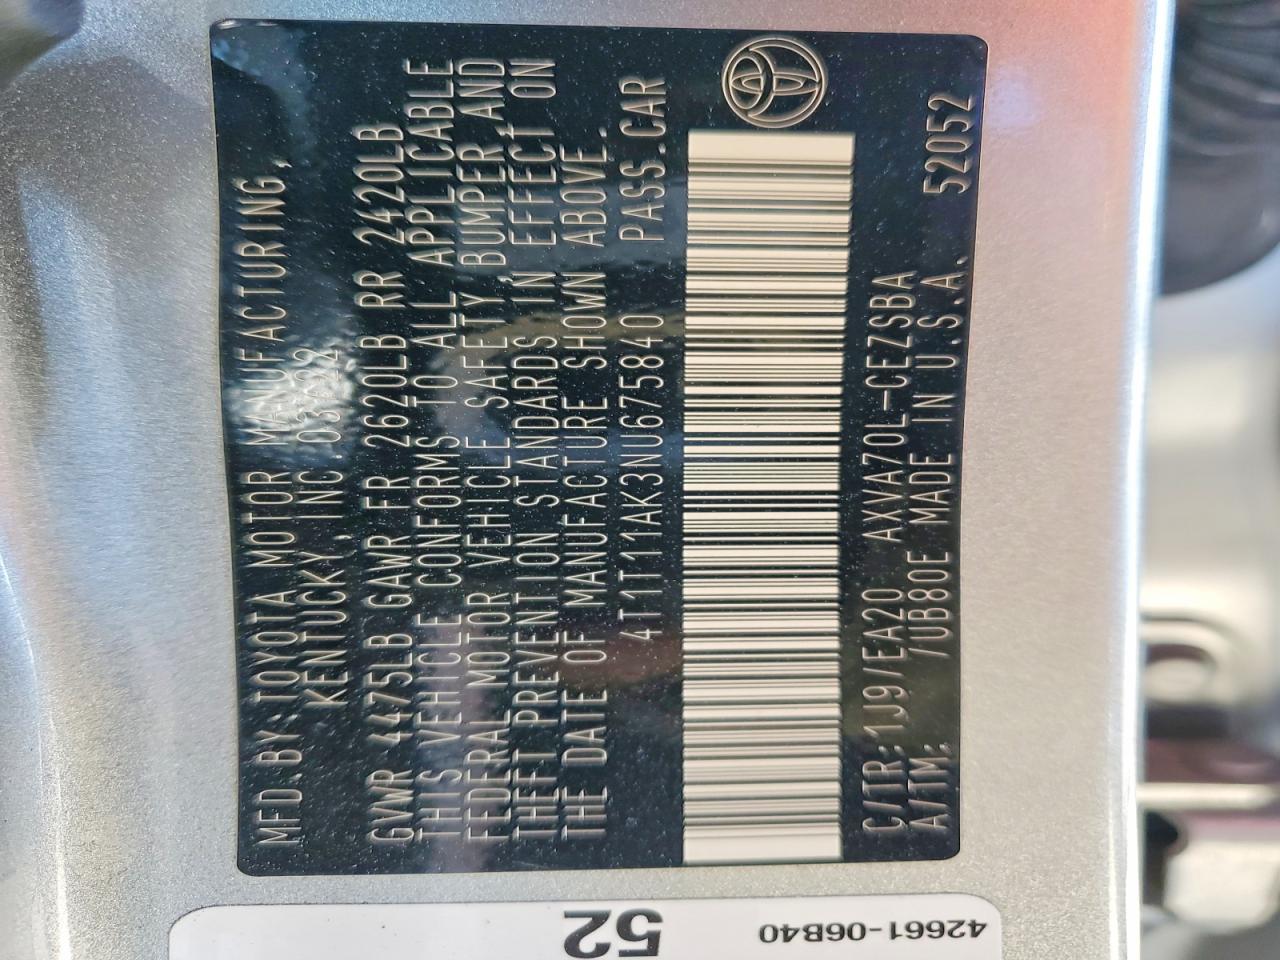 MFD.BY:TOYOTA MOTOR MANUFACTURING,
KENTUCKY, INC. 03/22
GVWR 4475LB GAWR FR 2620LB RR 2420LB
THIS VEHICLE CONFORMS TO ALL APPLICABLE
FEDERAL MOTOR VEHICLE SAFETY, BUMPER, AND
THEFT PREVENTION STANDARDS IN EFFECT ON
THE DATE OF MANUFACTURE SHOWN ABOVE.
4T1T11AK3NU675840 PASS.CAR
C/TR:1J9/EA20 AXVA70L-CEZSBA
A/TM: /UB80E MADE IN U.S.A. 52052
52
42661-06B40